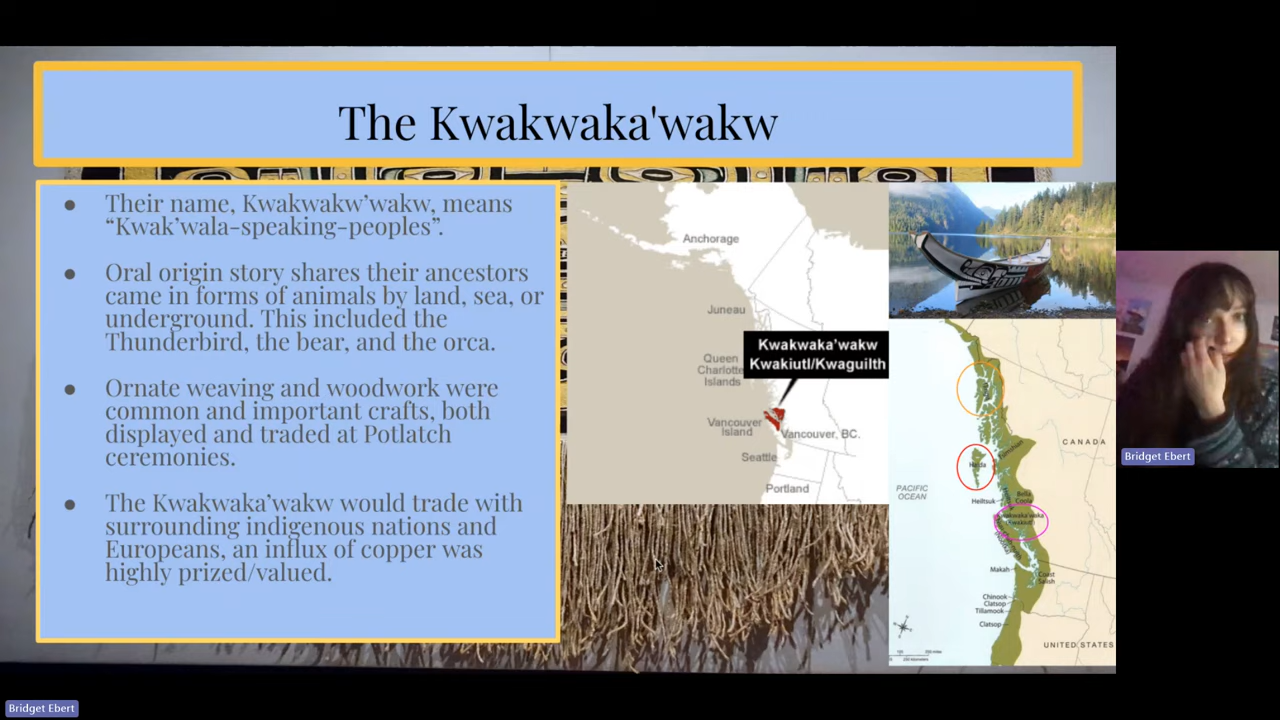 The Kwakwaka'wakw
● Their name, Kwakwakw’wakw, means
“Kwak’wala-speaking-peoples”.
● Oral origin story shares their ancestors
came in forms of animals by land, sea, or
underground. This included the
Thunderbird, the bear, and the orca.
● Ornate weaving and woodwork were
common and important crafts, both
displayed and traded at Potlatch
ceremonies.
● The Kwakwaka’wakw would trade with
surrounding indigenous nations and
Europeans, an influx of copper was
highly prized/valued.
Anchorage
Juneau
Kwakwaka'wakw
Kwakiutl/Kwaguilth
Queen
Charlotte
Islands
Vancouver
Island
Vancouver, BC.
Seattle
Portland
CANADA
PACIFIC
OCEAN
Haida
Heiltsuk
Bella
Coola
Makah
Coast
Salish
Chinook
Clatsop
Tillamook
Clatsop
UNITED STATES
Bridget Ebert
Bridget Ebert